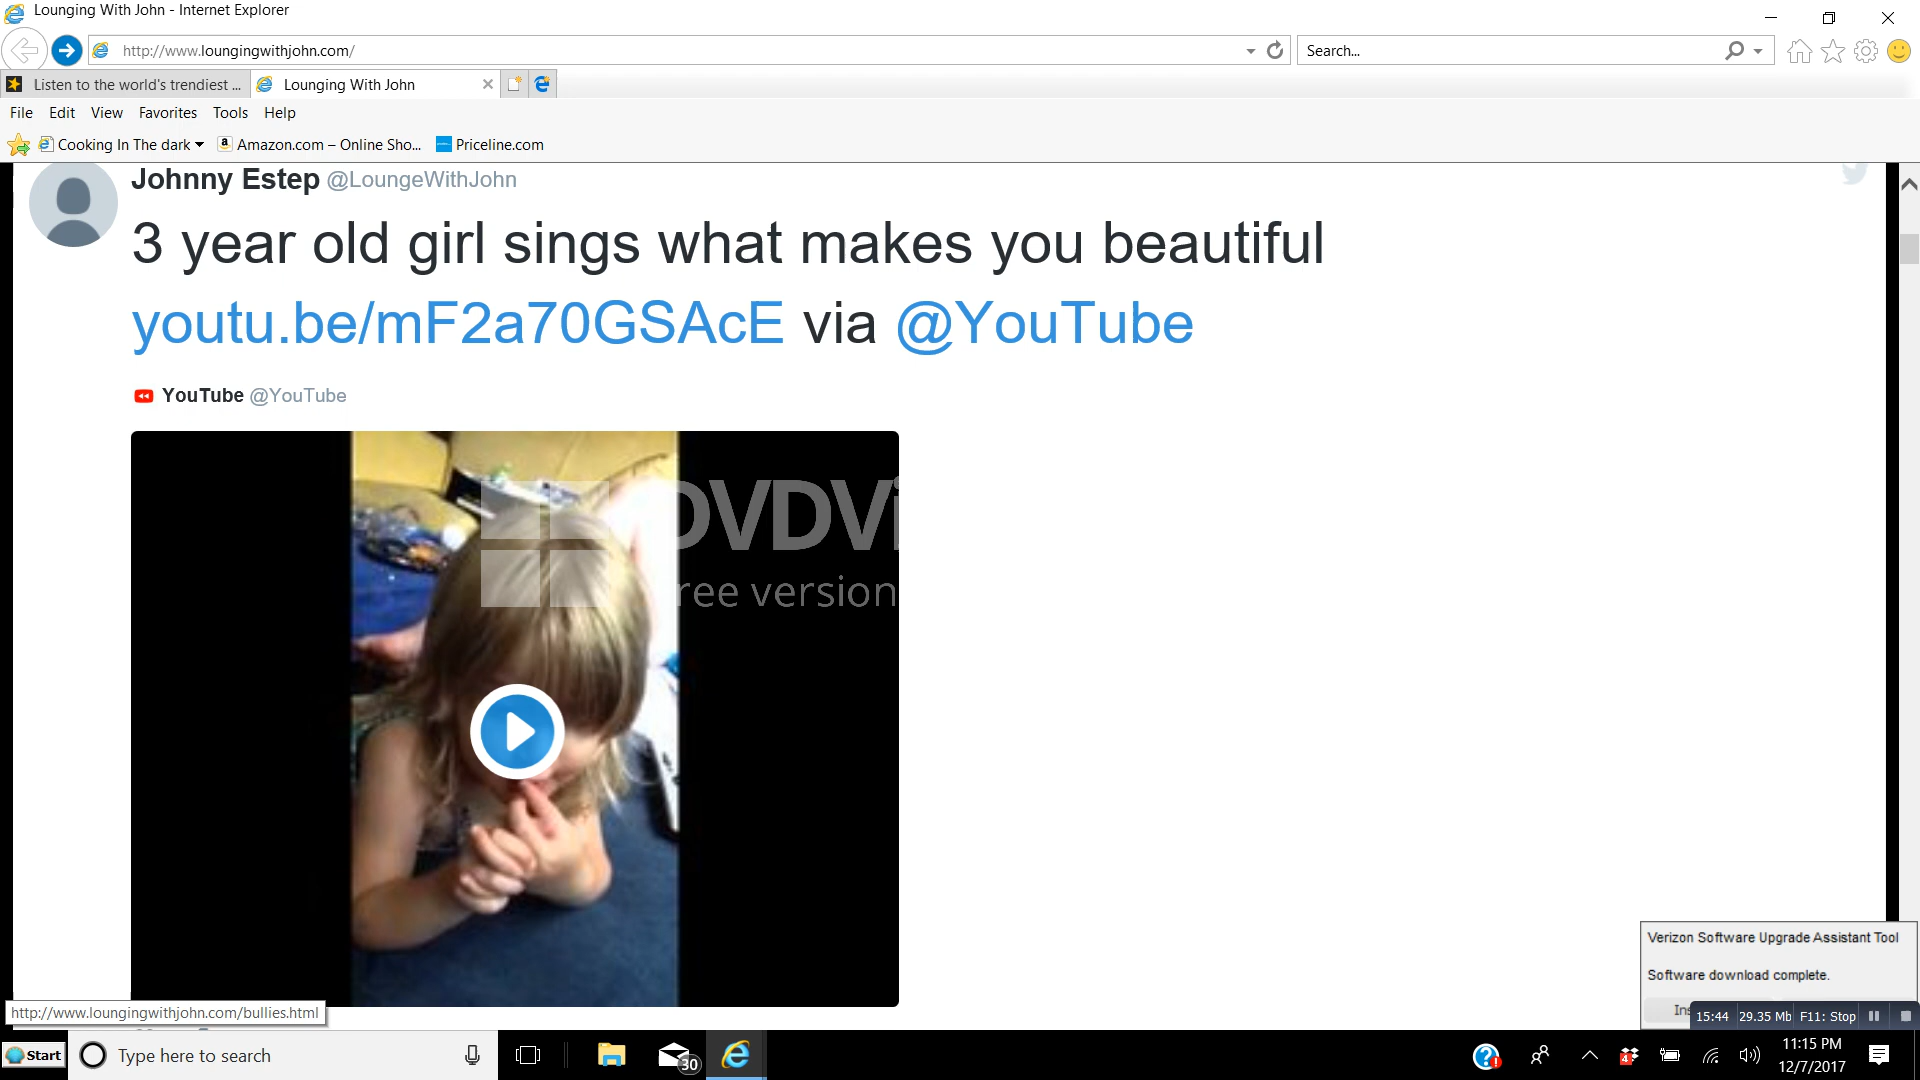 Lounging With John - Internet Explorer
http://www.loungingwithjohn.com/
Search...
Listen to the world's trendiest ...
Lounging With John
File Edit View Favorites Tools Help
Cooking In The dark
Amazon.com – Online Sho...
Priceline.com
Johnny Estep @LoungeWithJohn
3 year old girl sings what makes you beautiful
youtu.be/mF2a70GSAcE via @YouTube
YouTube @YouTube
DVDVi
ree version
Verizon Software Upgrade Assistant Tool
Software download complete.
Ins
15:44 29.35 Mb F11: Stop
http://www.loungingwithjohn.com/bullies.html
Start
Type here to search
30
4
11:15 PM
12/7/2017